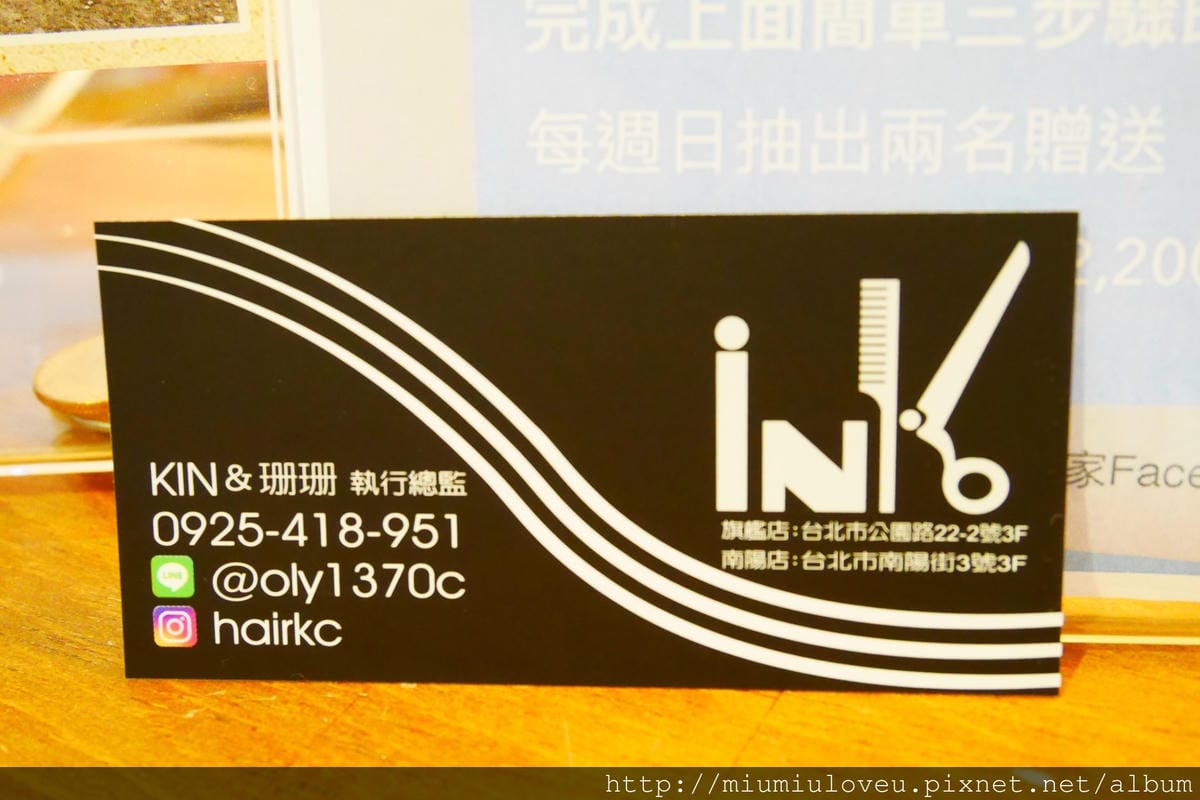 完成上面簡單三步驟
每週日抽出兩名贈送
2,200
家Face
INK
旗艦店:台北市公園路22-2號3F
南陽店:台北市南陽街3號3F
KIN & 珊珊 執行總監
0925-418-951
LINE @oly1370c
hairkc
http://miumiuloveu.pixnet.net/album